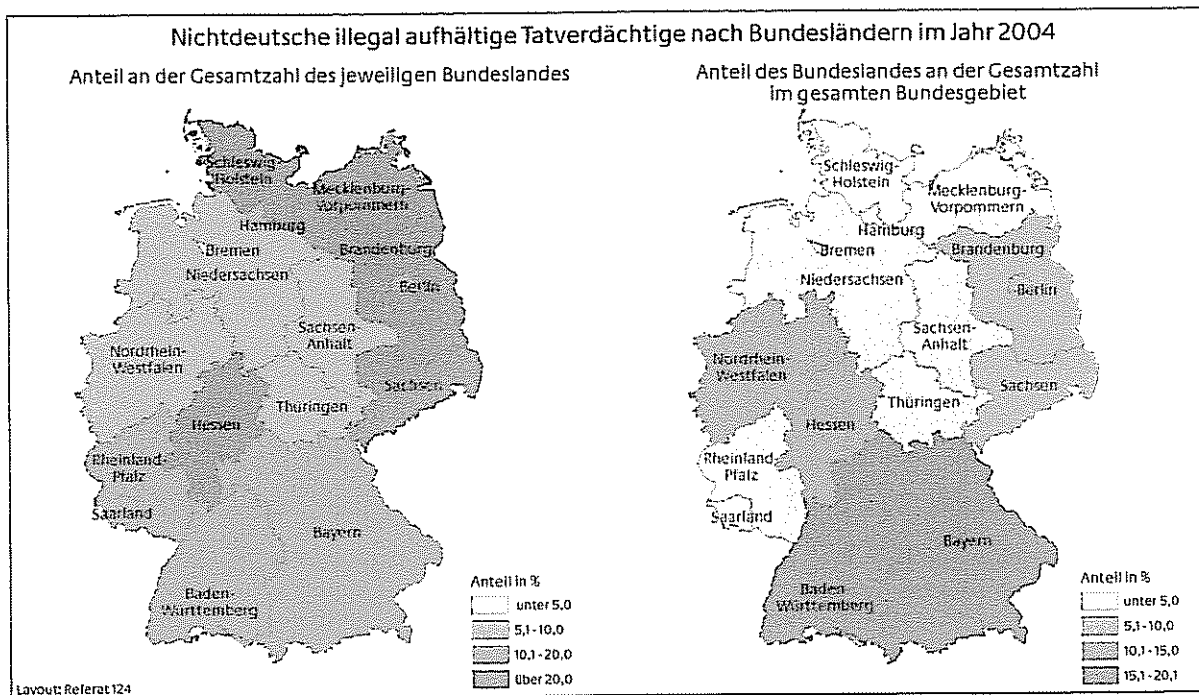 Nichtdeutsche illegal aufhältige Tatverdächtige nach Bundesländern im Jahr 2004
Anteil an der Gesamtzahl des jeweiligen Bundeslandes
Schleswig-
Holstein
Mecklenburg-
Vorpommern
Hamburg
Bremen
Brandenburg
Niedersachsen
Berlin
Sachsen-
Anhalt
Nordrhein-
Westfalen
Sachsen
Thüringen
Hessen
Rheinland-
Pfalz
Saarland
Bayern
Baden-
Württemberg
Anteil in %
unter 5,0
5,1 - 10,0
10,1 - 20,0
über 20,0
Layout: Referat 124
Anteil des Bundeslandes an der Gesamtzahl
im gesamten Bundesgebiet
Schleswig-
Holstein
Mecklenburg-
Vorpommern
Hamburg
Bremen
Brandenburg
Niedersachsen
Berlin
Sachsen-
Anhalt
Nordrhein-
Westfalen
Sachsen
Thüringen
Hessen
Rheinland-
Pfalz
Saarland
Bayern
Baden-
Württemberg
Anteil in %
unter 5,0
5,1 - 10,0
10,1 - 15,0
15,1 - 20,1